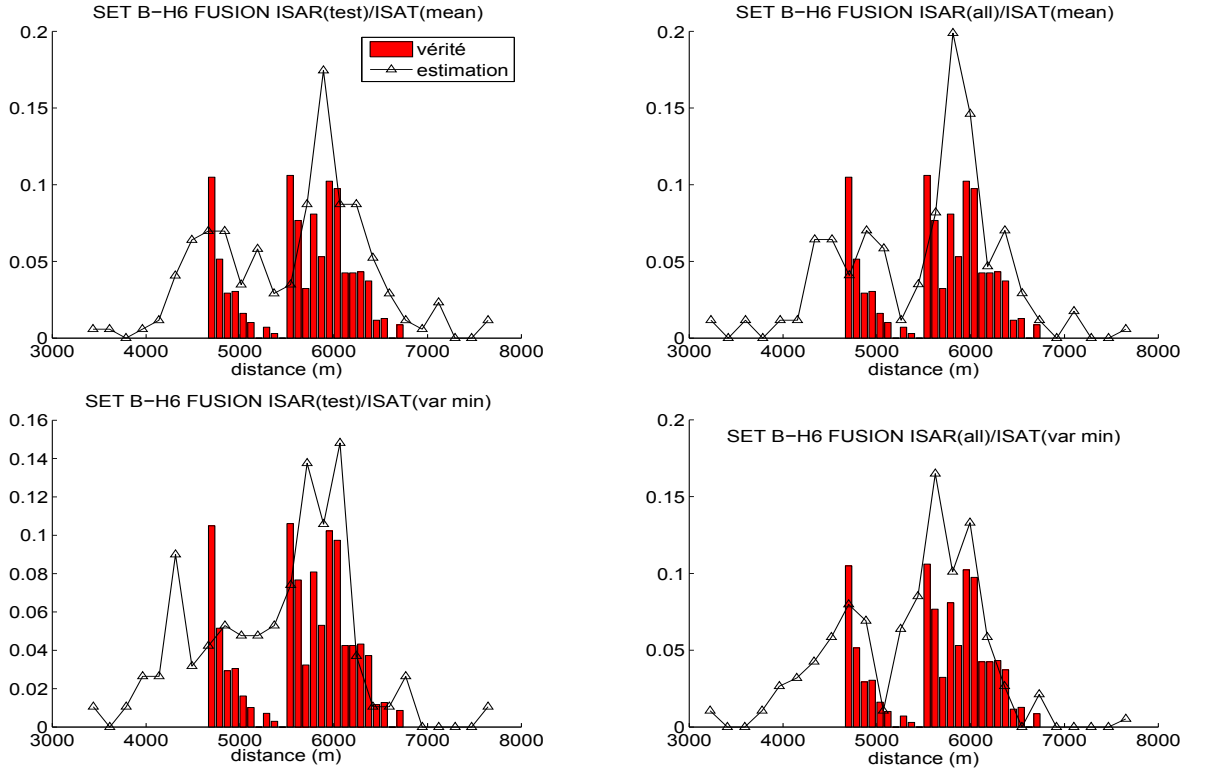 SET B−H6 FUSION ISAR(test)/ISAT(mean)
0.2
0.15
0.1
0.05
0
3000 4000 5000 6000 7000 8000
distance (m)
vérité
estimation
SET B−H6 FUSION ISAR(all)/ISAT(mean)
0.2
0.15
0.1
0.05
0
3000 4000 5000 6000 7000 8000
distance (m)
SET B−H6 FUSION ISAR(test)/ISAT(var min)
0.16
0.14
0.12
0.1
0.08
0.06
0.04
0.02
0
3000 4000 5000 6000 7000 8000
distance (m)
SET B−H6 FUSION ISAR(all)/ISAT(var min)
0.2
0.15
0.1
0.05
0
3000 4000 5000 6000 7000 8000
distance (m)